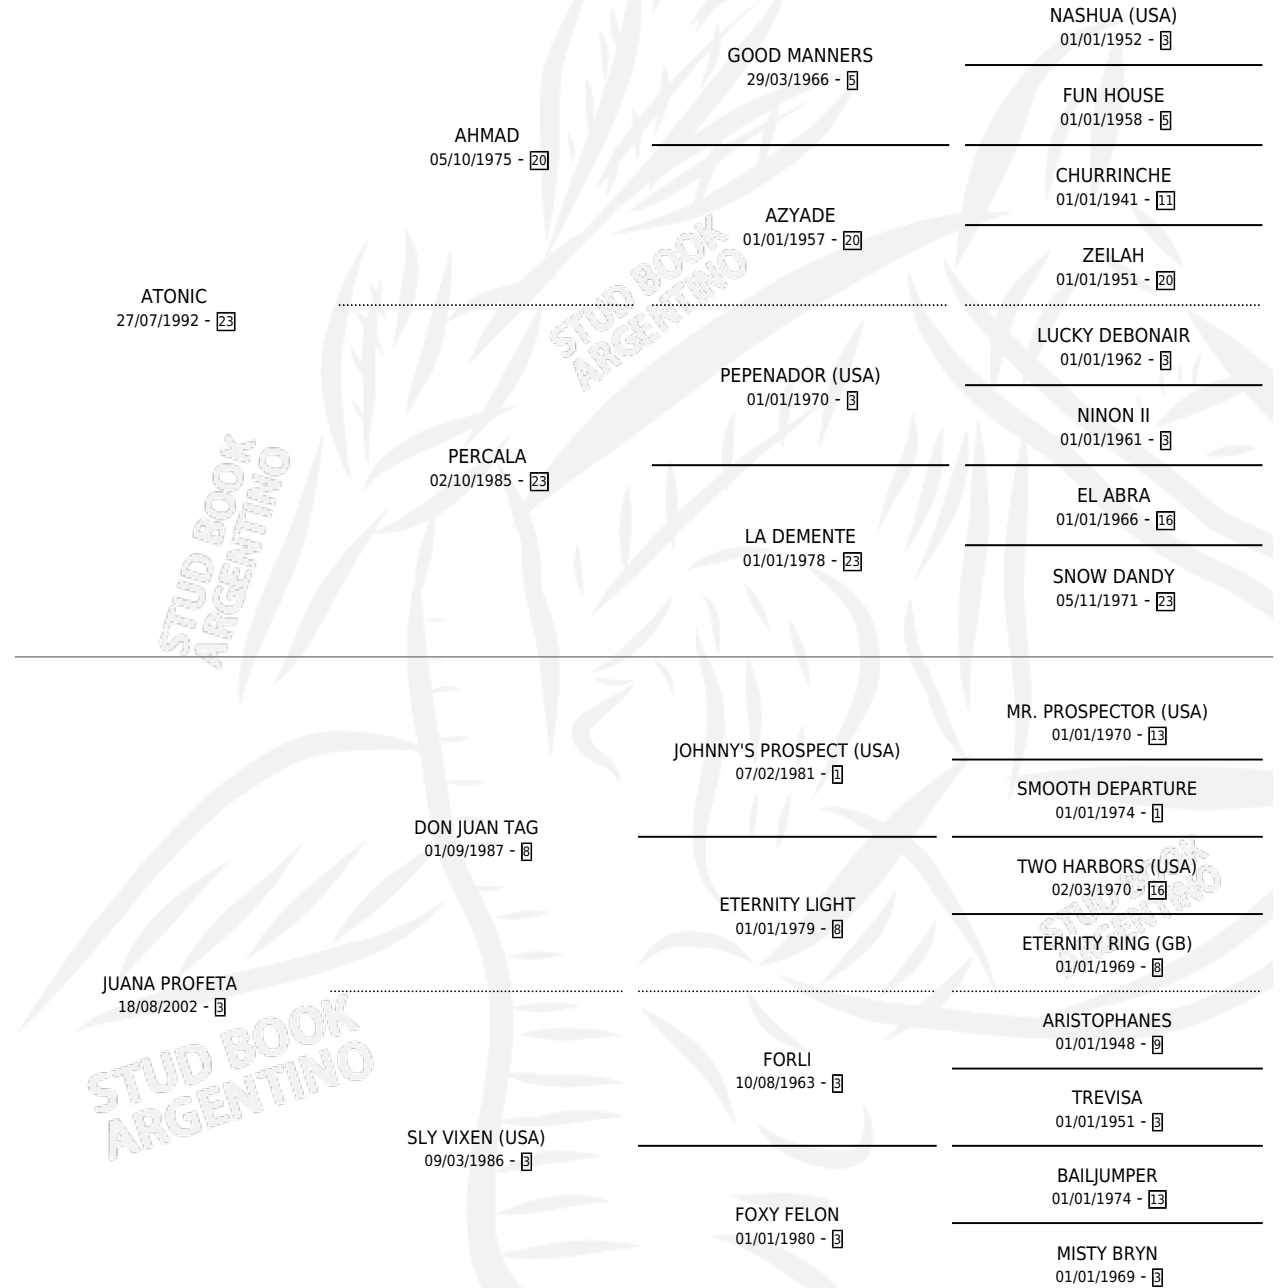 NASHUA (USA)
01/01/1952 - 3
GOOD MANNERS
29/03/1966 - 5
FUN HOUSE
01/01/1958 - 5
AHMAD
05/10/1975 - 20
CHURRINCHE
01/01/1941 - 11
AZYADE
01/01/1957 - 20
ZEILAH
01/01/1951 - 20
ATONIC
27/07/1992 - 23
LUCKY DEBONAIR
01/01/1962 - 3
PEPENADOR (USA)
01/01/1970 - 3
NINON II
01/01/1961 - 3
PERCALA
02/10/1985 - 23
EL ABRA
01/01/1966 - 16
LA DEMENTE
01/01/1978 - 23
SNOW DANDY
05/11/1971 - 23
STUD BOOK
ARGENTINO
STUD BOOK
ARGENTINO
MR. PROSPECTOR (USA)
01/01/1970 - 13
JOHNNY'S PROSPECT (USA)
07/02/1981 - 1
SMOOTH DEPARTURE
01/01/1974 - 1
DON JUAN TAG
01/09/1987 - 8
TWO HARBORS (USA)
02/03/1970 - 16
ETERNITY LIGHT
01/01/1979 - 8
ETERNITY RING (GB)
01/01/1969 - 8
STUD BOOK
ARGENTINO
JUANA PROFETA
18/08/2002 - 3
ARISTOPHANES
01/01/1948 - 9
FORLI
10/08/1963 - 3
TREVISA
01/01/1951 - 3
SLY VIXEN (USA)
09/03/1986 - 3
BAILJUMPER
01/01/1974 - 13
FOXY FELON
01/01/1980 - 3
MISTY BRYN
01/01/1969 - 3
STUD BOOK
ARGENTINO